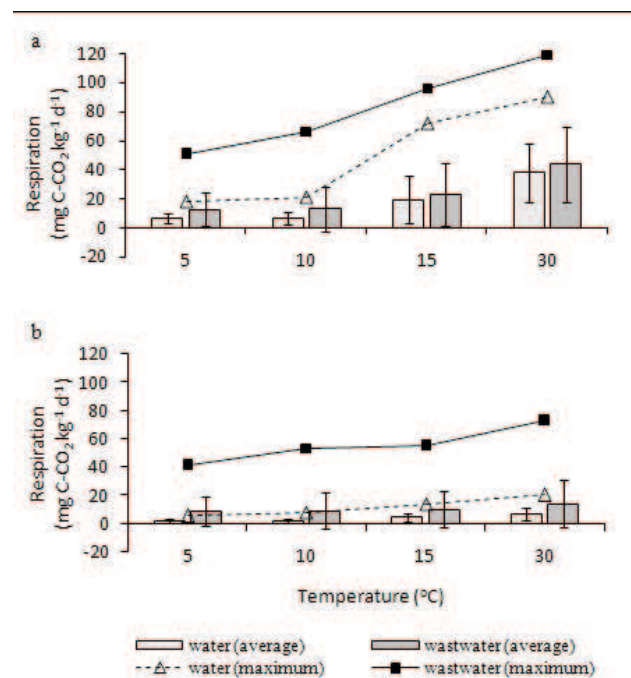 a
120
100
80
60
40
20
0
-20
Respiration
(mg C-CO₂ kg⁻¹ d⁻¹)
5 10 15 30
b
120
100
80
60
40
20
0
-20
Respiration
(mg C-CO₂ kg⁻¹ d⁻¹)
5 10 15 30
Temperature (°C)
water (average) wastwater (average)
water (maximum) wastwater (maximum)